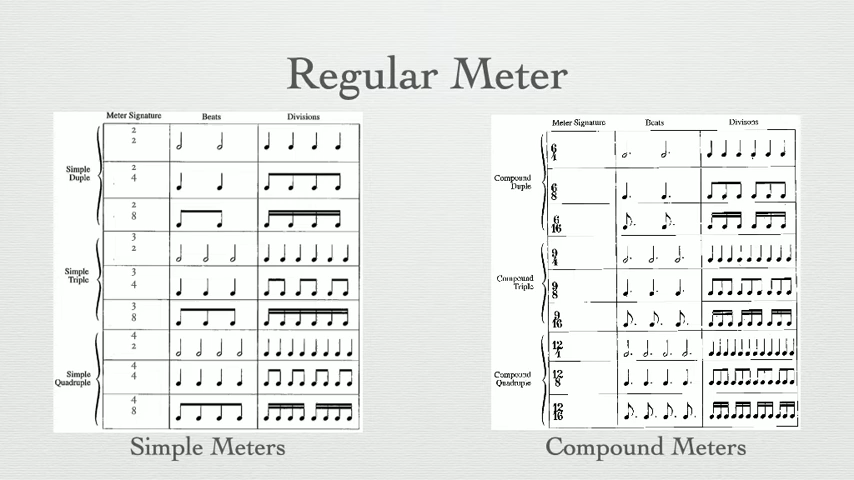 Regular Meter
Meter Signature Beats Divisions
Simple
Duple
2
2
2
4
2
8
Simple
Triple
3
2
3
4
3
8
Simple
Quadruple
4
2
4
4
4
8
Simple Meters
Meter Signature Beats Divisons
Compound
Duple
6
4
6
8
6
16
Compound
Triple
9
4
9
8
9
16
Compound
Quadruple
12
4
12
8
12
16
Compound Meters